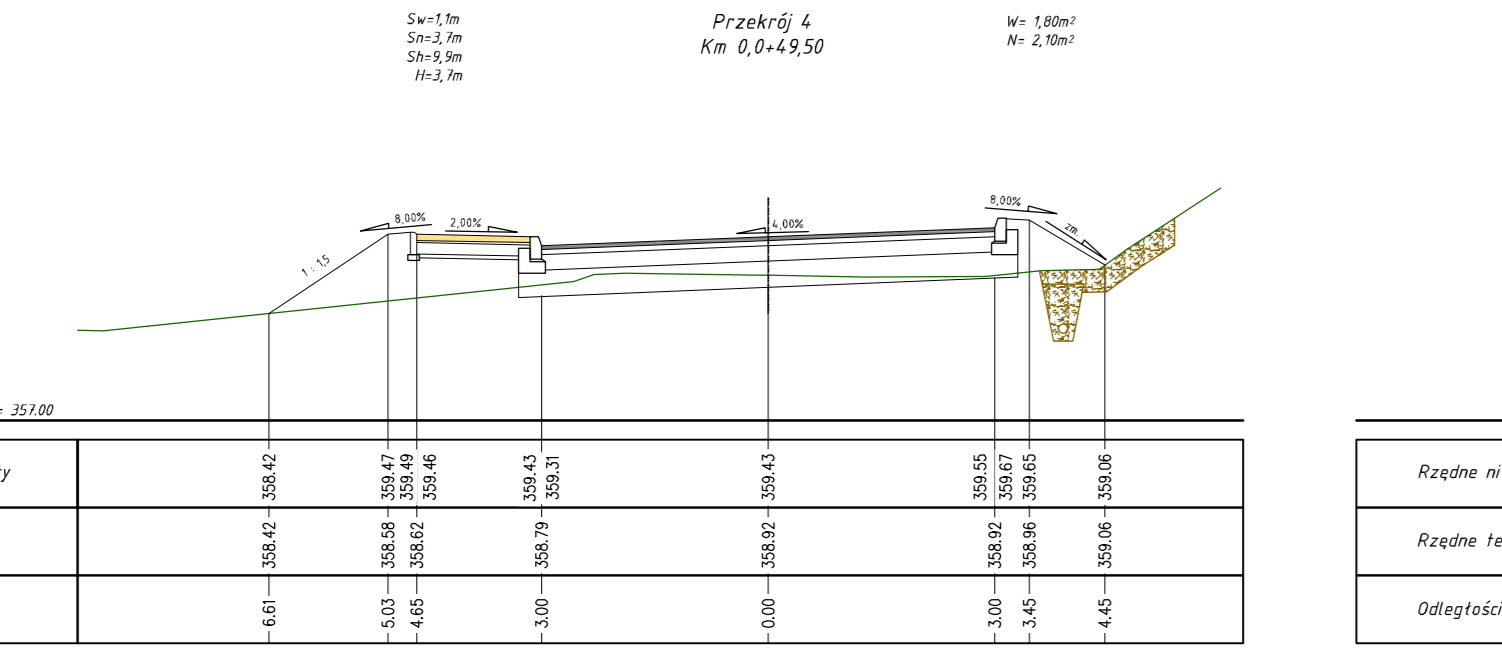 Sw=1,1m
Sn=3,7m
Sh=9,9m
H=3,7m
Przekrój 4
Km 0,0+49,50
W= 1,80m²
N= 2,10m²
8,00%
2,00%
4,00%
8,00%
zm.
1 : 1,5
= 357.00
y
358.42
359.47
359.49
359.46
359.43
359.31
359.43
359.55
359.67
359.65
359.06
Rzędne ni
358.42
358.58
358.62
358.79
358.92
358.92
358.96
359.06
Rzędne te
6.61
5.03
4.65
3.00
0.00
3.00
3.45
4.45
Odległości